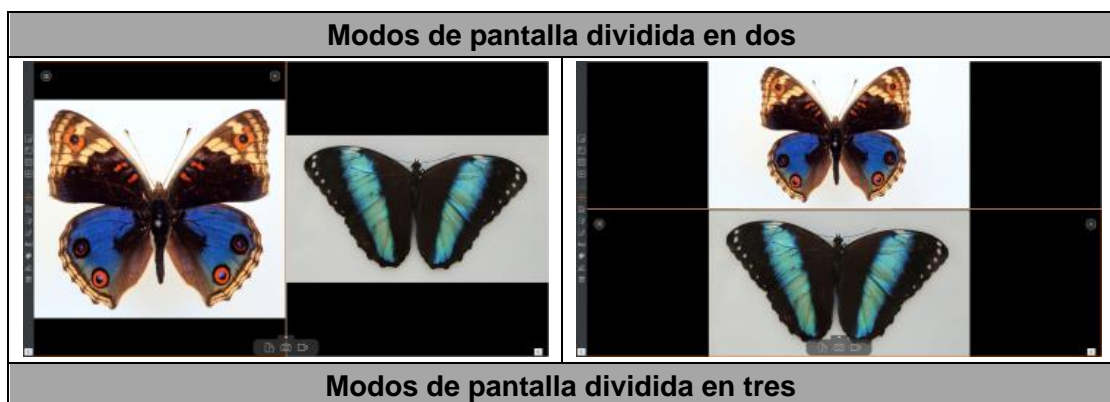 Modos de pantalla dividida en dos
Modos de pantalla dividida en tres